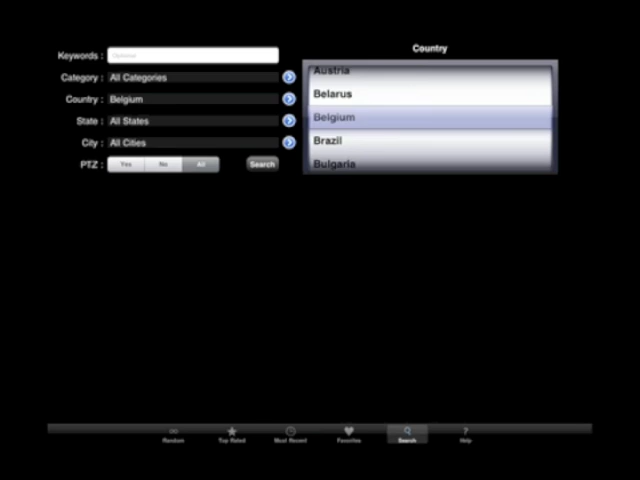 Keywords : Optional
Category : All Categories
Country : Belgium
State : All States
City : All Cities
PTZ : Yes No All Search
Country
Austria
Belarus
Belgium
Brazil
Bulgaria
Random Top Rated Most Recent Favorites Search Help